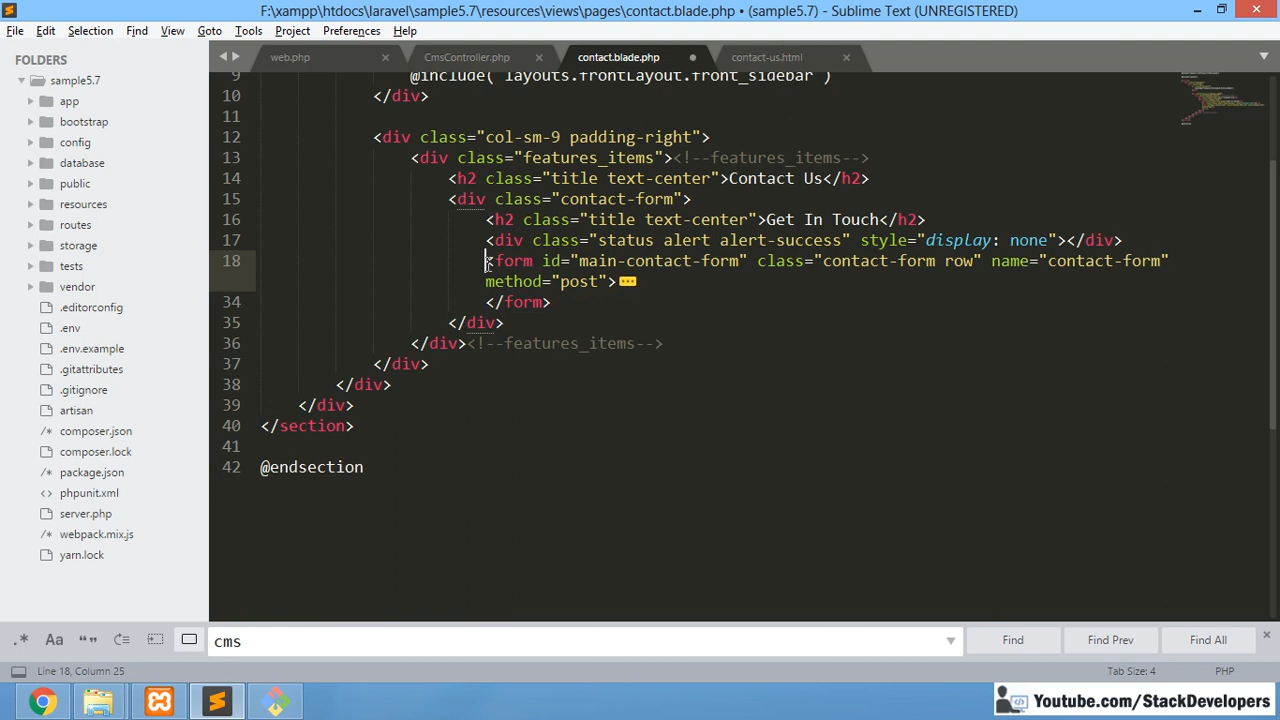 F:\xampp\htdocs\laravel\sample5.7\resources\views\pages\contact.blade.php • (sample5.7) - Sublime Text (UNREGISTERED)
File Edit Selection Find View Goto Tools Project Preferences Help
FOLDERS
sample5.7
app
bootstrap
config
database
public
resources
routes
storage
tests
vendor
.editorconfig
.env
.env.example
.gitattributes
.gitignore
artisan
composer.json
composer.lock
package.json
phpunit.xml
server.php
webpack.mix.js
yarn.lock
web.php CmsController.php contact.blade.php contact-us.html
9 @include('layouts.frontLayout.front_sidebar')
10 </div>
11
12 <div class="col-sm-9 padding-right">
13 <div class="features_items"><!--features_items-->
14 <h2 class="title text-center">Contact Us</h2>
15 <div class="contact-form">
16 <h2 class="title text-center">Get In Touch</h2>
17 <div class="status alert alert-success" style="display: none"></div>
18 <form id="main-contact-form" class="contact-form row" name="contact-form"
method="post">
34 </form>
35 </div>
36 </div><!--features_items-->
37 </div>
38 </div>
39 </div>
40 </section>
41
42 @endsection
.* Aa “” cms Find Find Prev Find All
Line 18, Column 25 Tab Size: 4 PHP
Youtube.com/StackDevelopers